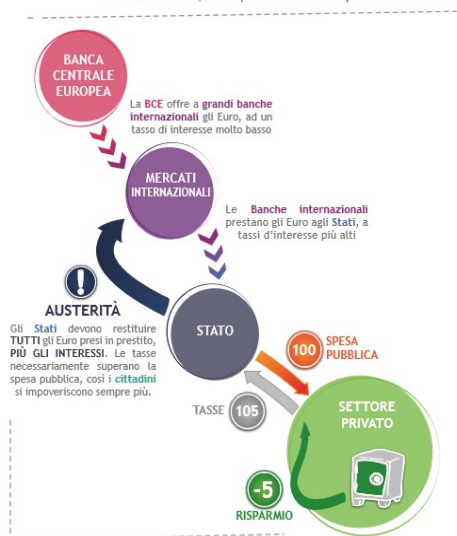 BANCA
CENTRALE
EUROPEA
La BCE offre a grandi banche
internazionali gli Euro, ad un
tasso di interesse molto basso
MERCATI
INTERNAZIONALI
Le Banche internazionali
prestano gli Euro agli Stati, a
tassi d'interesse più alti
!
AUSTERITÀ
Gli Stati devono restituire
TUTTI gli Euro presi in prestito,
PIÙ GLI INTERESSI. Le tasse
necessariamente superano la
spesa pubblica, così i cittadini
si impoveriscono sempre più.
STATO
100 SPESA
PUBBLICA
TASSE 105
SETTORE
PRIVATO
-5
RISPARMIO